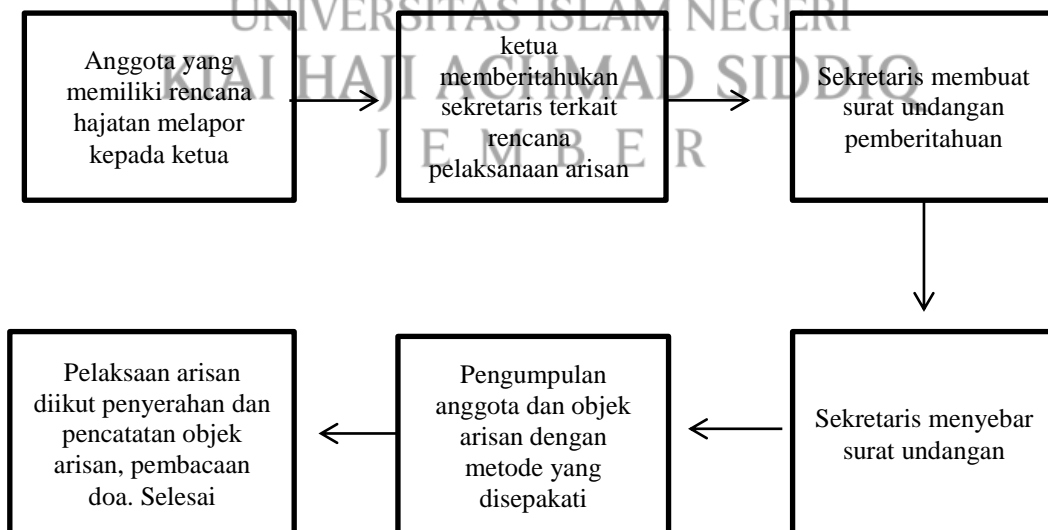 UNIVERSITAS ISLAM NEGERI
KIAI HAJI ACHMAD SIDDIQ
J E M B E R
Anggota yang
memiliki rencana
hajatan melapor
kepada ketua
ketua
memberitahukan
sekretaris terkait
rencana
pelaksanaan arisan
Sekretaris membuat
surat undangan
pemberitahuan
Sekretaris menyebar
surat undangan
Pengumpulan
anggota dan objek
arisan dengan
metode yang
disepakati
Pelaksaan arisan
diikut penyerahan dan
pencatatan objek
arisan, pembacaan
doa. Selesai